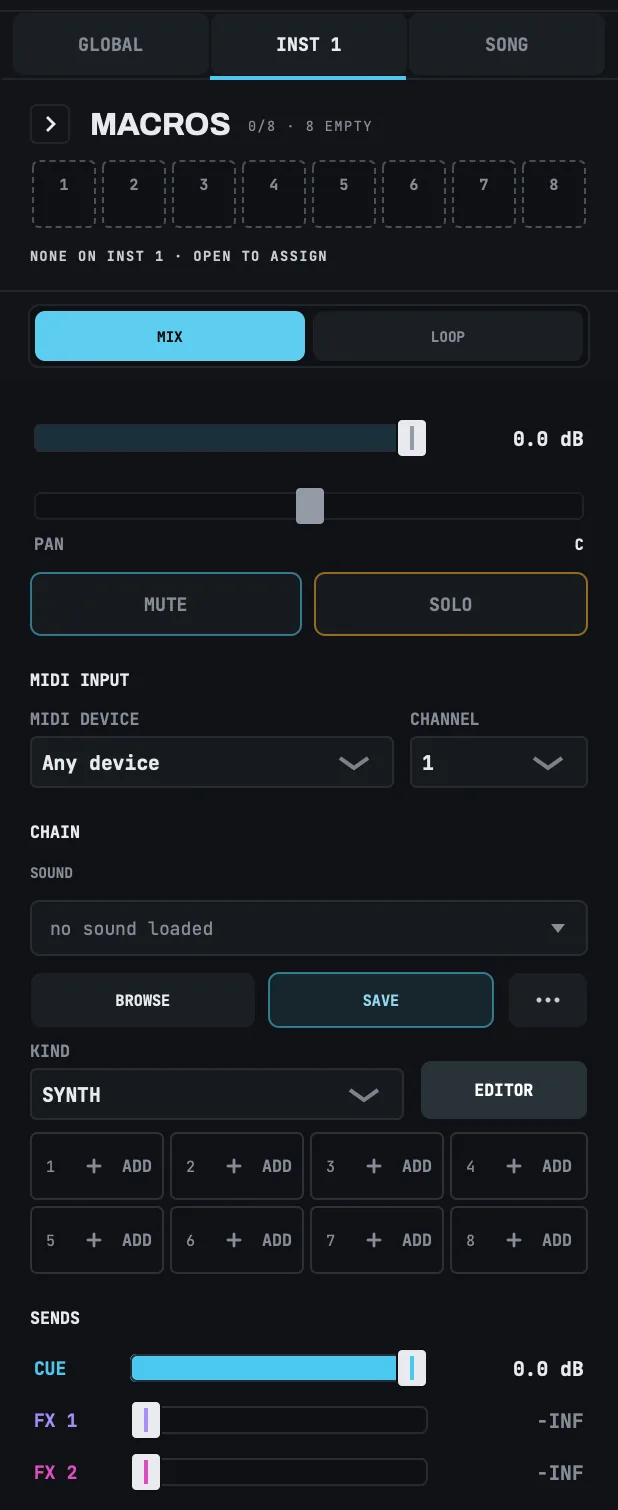 GLOBAL INST 1 SONG
MACROS 0/8 · 8 EMPTY
1 2 3 4 5 6 7 8
NONE ON INST 1 · OPEN TO ASSIGN
MIX LOOP
0.0 dB
PAN C
MUTE SOLO
MIDI INPUT
MIDI DEVICE CHANNEL
Any device 1
CHAIN
SOUND
no sound loaded
BROWSE SAVE ...
KIND
SYNTH EDITOR
1 + ADD 2 + ADD 3 + ADD 4 + ADD
5 + ADD 6 + ADD 7 + ADD 8 + ADD
SENDS
CUE 0.0 dB
FX 1 -INF
FX 2 -INF